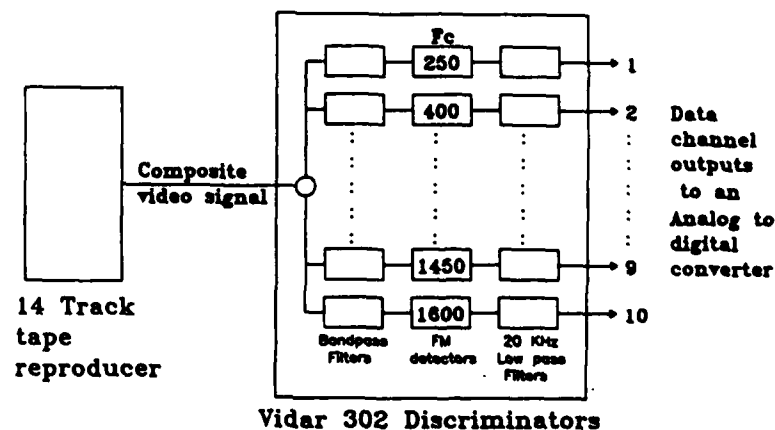 Fc
250
1
400
2
Data
channel
outputs
to an
Analog to
digital
converter
Composite
video signal
1450
9
1600
10
14 Track
tape
reproducer
Bandpass
Filters
FM
detectors
20 KHz
Low pass
Filters
Vidar 302 Discriminators